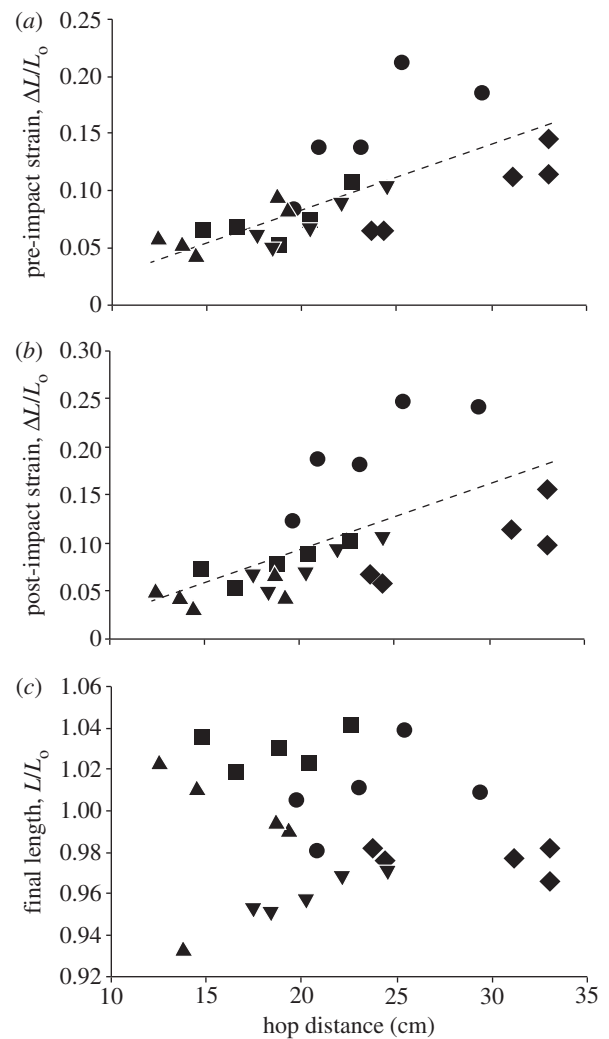 (a)
0.25
0.20
0.15
0.10
0.05
0
pre-impact strain, ΔL/Lo
(b)
0.30
0.25
0.20
0.15
0.10
0.05
0
post-impact strain, ΔL/Lo
(c)
1.06
1.04
1.02
1.00
0.98
0.96
0.94
0.92
final length, L/Lo
10 15 20 25 30 35
hop distance (cm)